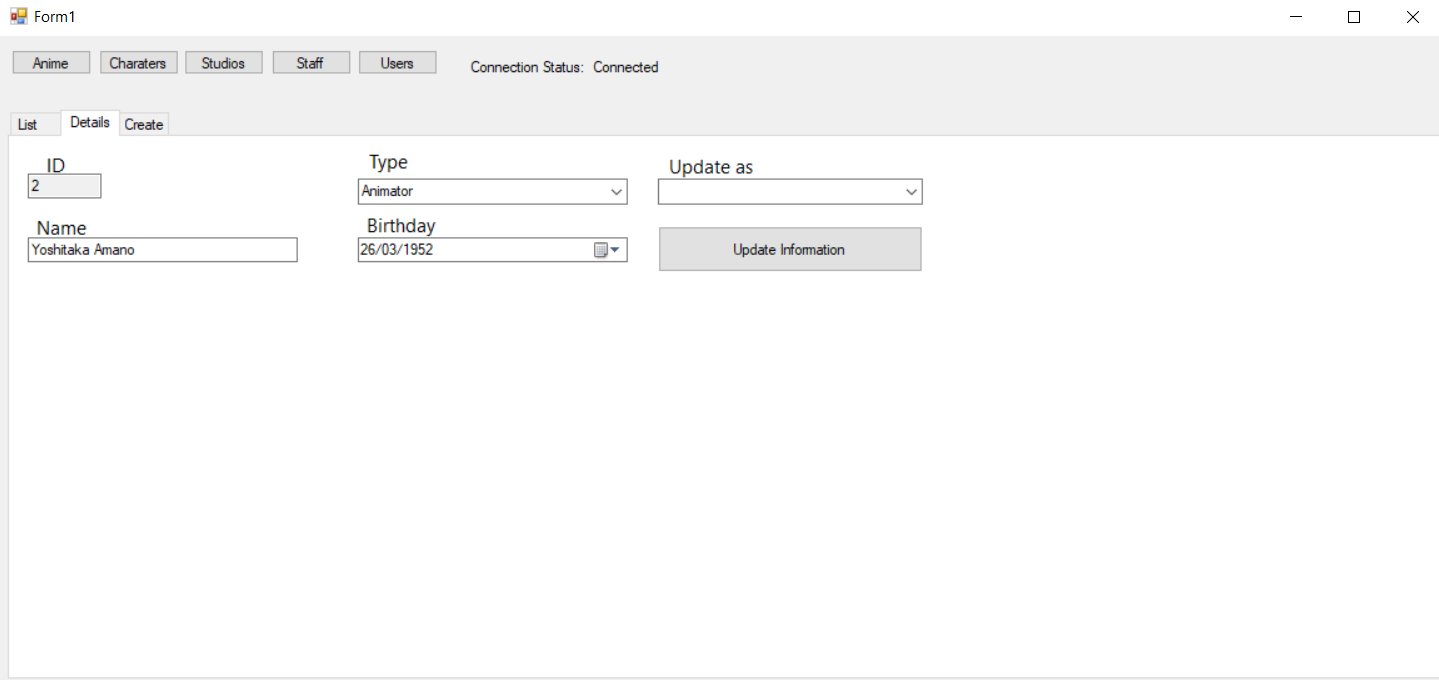 Form1
Anime Charaters Studios Staff Users Connection Status: Connected
List Details Create
ID Type Update as
2 Animator
Name Birthday
Yoshitaka Amano 26/03/1952 Update Information